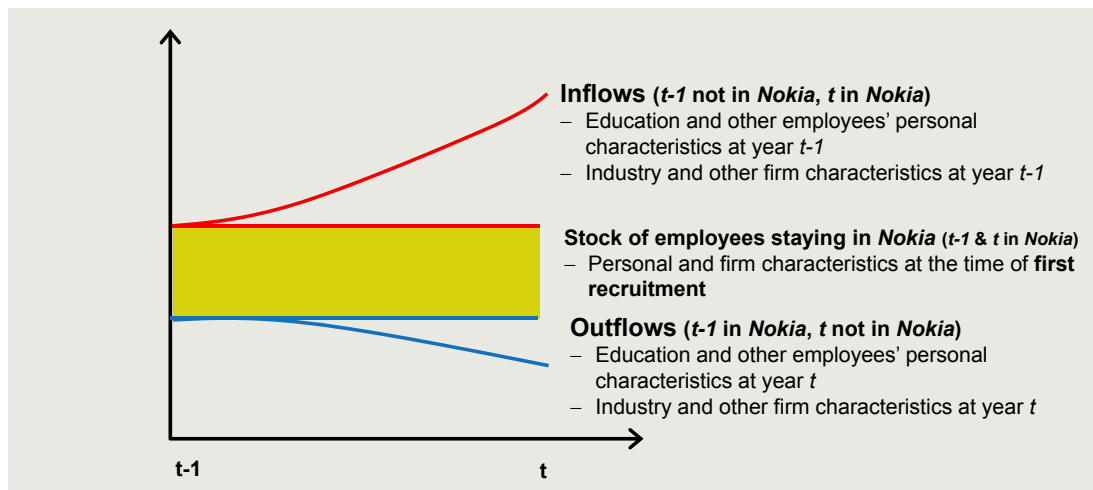 Inflows (t-1 not in Nokia, t in Nokia)
– Education and other employees’ personal
characteristics at year t-1
– Industry and other firm characteristics at year t-1
Stock of employees staying in Nokia (t-1 & t in Nokia)
– Personal and firm characteristics at the time of first
recruitment
Outflows (t-1 in Nokia, t not in Nokia)
– Education and other employees’ personal
characteristics at year t
– Industry and other firm characteristics at year t
t-1
t